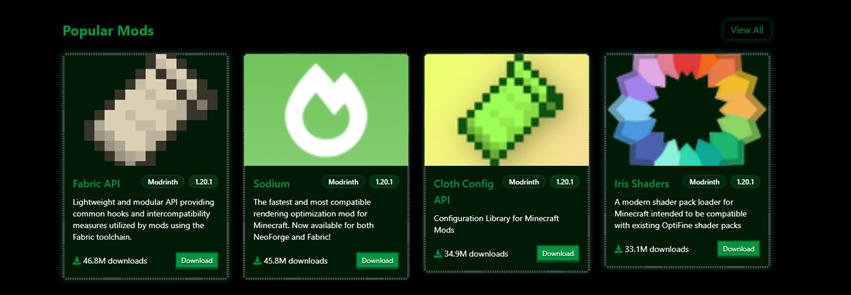 Popular Mods
View All
Fabric API Modrinth 1.20.1
Lightweight and modular API providing
common hooks and intercompatibility
measures utilized by mods using the
Fabric toolchain.
46.8M downloads Download
Sodium Modrinth 1.20.1
The fastest and most compatible
rendering optimization mod for
Minecraft. Now available for both
NeoForge and Fabric!
45.8M downloads Download
Cloth Config Modrinth 1.20.1
API
Configuration Library for Minecraft
Mods
34.9M downloads Download
Iris Shaders Modrinth 1.20.1
A modern shader pack loader for
Minecraft intended to be compatible
with existing OptiFine shader packs
33.1M downloads Download